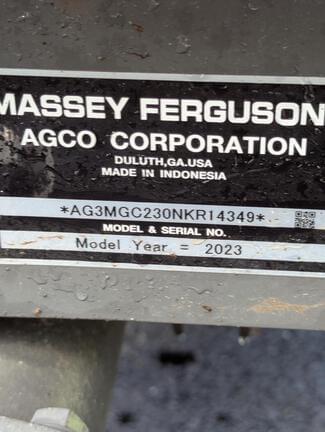 MASSEY FERGUSON
AGCO CORPORATION
DULUTH,GA.USA
MADE IN INDONESIA
*AG3MGC230NKR14349*
MODEL & SERIAL NO.
Model Year = 2023